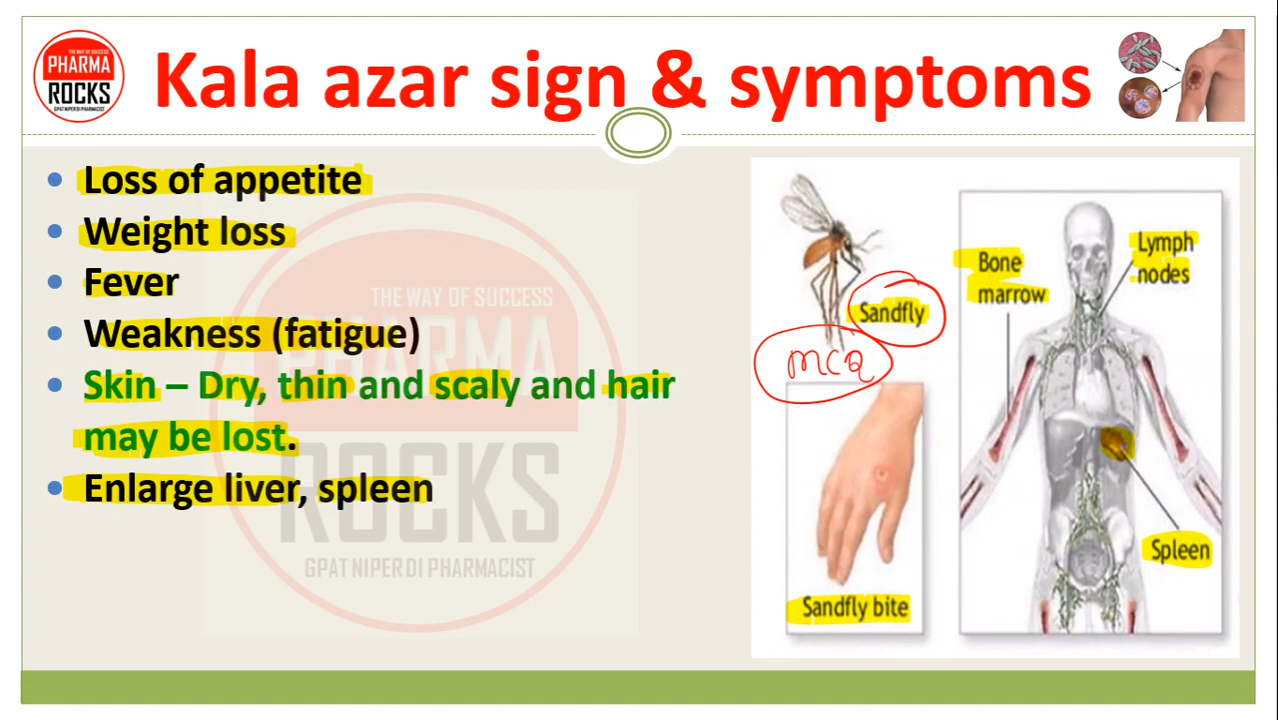 THE WAY OF SUCCESS
PHARMA
ROCKS
GPAT NIPER DI PHARMACIST
Kala azar sign & symptoms
• Loss of appetite
• Weight loss
• Fever
• Weakness (fatigue)
• Skin – Dry, thin and scaly and hair
may be lost.
• Enlarge liver, spleen
THE WAY OF SUCCESS
PHARMA
ROCKS
GPAT NIPER DI PHARMACIST
Sandfly
MCQ
Sandfly bite
Bone
marrow
Lymph
nodes
Spleen